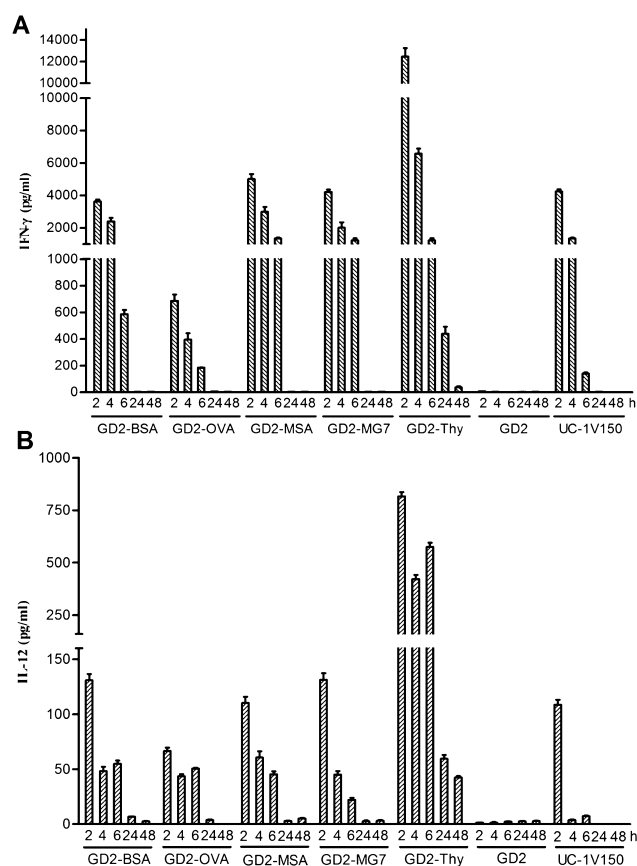 A
14000
12000
10000
10000
8000
6000
4000
2000
1000
800
600
400
200
0
IFN-γ (pg/ml)
2 4 6 24 48 2 4 6 24 48 2 4 6 24 48 2 4 6 24 48 2 4 6 24 48 2 4 6 24 48 2 4 6 24 48 h
GD2-BSA GD2-OVA GD2-MSA GD2-MG7 GD2-Thy GD2 UC-1V150
B
1000
750
500
250
150
100
50
0
IL-12 (pg/ml)
2 4 6 24 48 2 4 6 24 48 2 4 6 24 48 2 4 6 24 48 2 4 6 24 48 2 4 6 24 48 2 4 6 24 48 h
GD2-BSA GD2-OVA GD2-MSA GD2-MG7 GD2-Thy GD2 UC-1V150